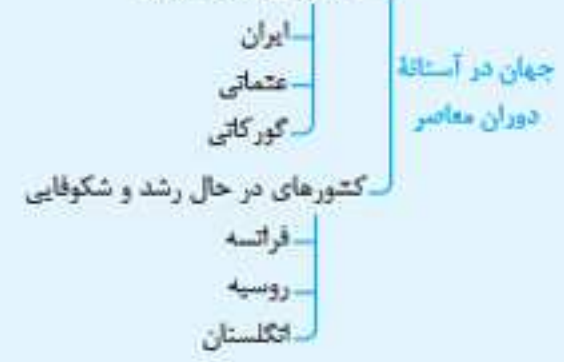 جهان در آستانهٔ
دوران معاصر
ایران
عثمانی
گورکانی
کشورهای در حال رشد و شکوفایی
فرانسه
روسیه
انگلستان